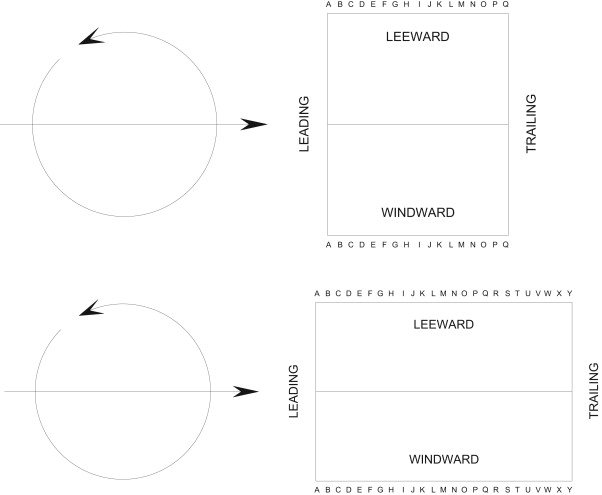 A B C D E F G H I J K L M N O P Q
LEEWARD
LEADING
TRAILING
WINDWARD
A B C D E F G H I J K L M N O P Q
A B C D E F G H I J K L M N O P Q R S T U V W X Y
LEEWARD
LEADING
TRAILING
WINDWARD
A B C D E F G H I J K L M N O P Q R S T U V W X Y